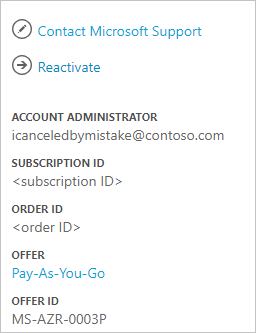 Contact Microsoft Support
Reactivate
ACCOUNT ADMINISTRATOR
icanceledbymistake@contoso.com
SUBSCRIPTION ID
<subscription ID>
ORDER ID
<order ID>
OFFER
Pay-As-You-Go
OFFER ID
MS-AZR-0003P